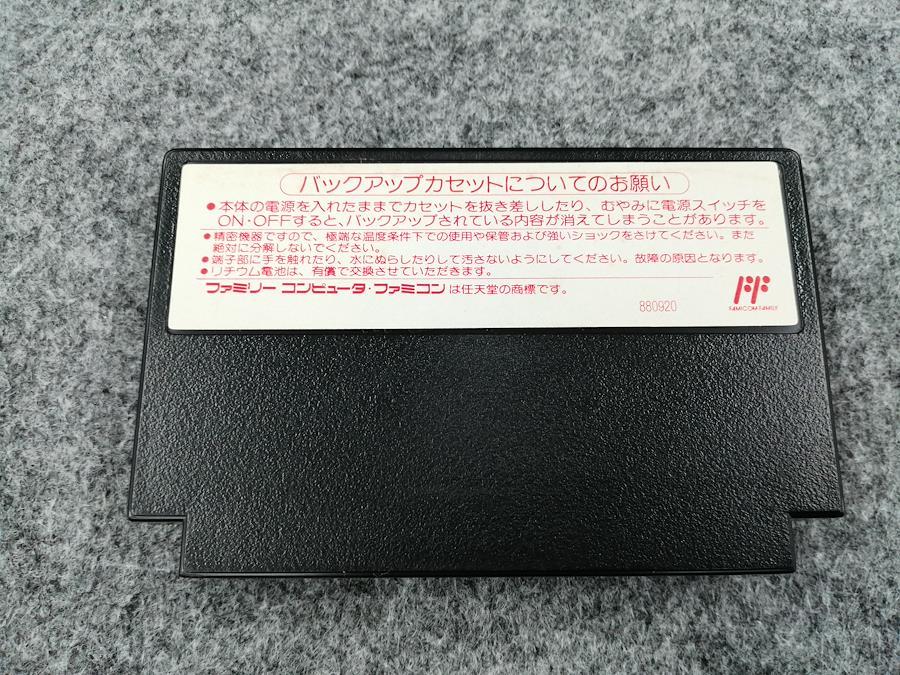 バックアップカセットについてのお願い
●本体の電源を入れたままでカセットを抜き差ししたり、むやみに電源スイッチを
ON・OFFすると、バックアップされている内容が消えてしまうことがあります。
●精密機器ですので、極端な温度条件下での使用や保管および強いショックをさけてください。また
絶対に分解しないでください。
●端子部に手を触れたり、水にぬらしたりして汚さないようにしてください。故障の原因となります。
●リチウム電池は、有償で交換させていただきます。
ファミリー コンピュータ・ファミコンは任天堂の商標です。
880920
FAMICOM FAMILY